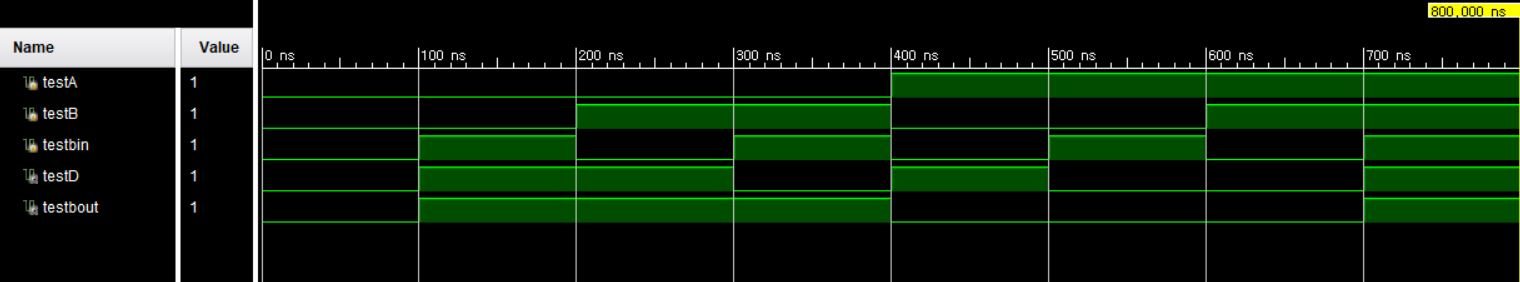 800,000 ns
Name Value
0 ns 100 ns 200 ns 300 ns 400 ns 500 ns 600 ns 700 ns
testA 1
testB 1
testbin 1
testD 1
testbout 1